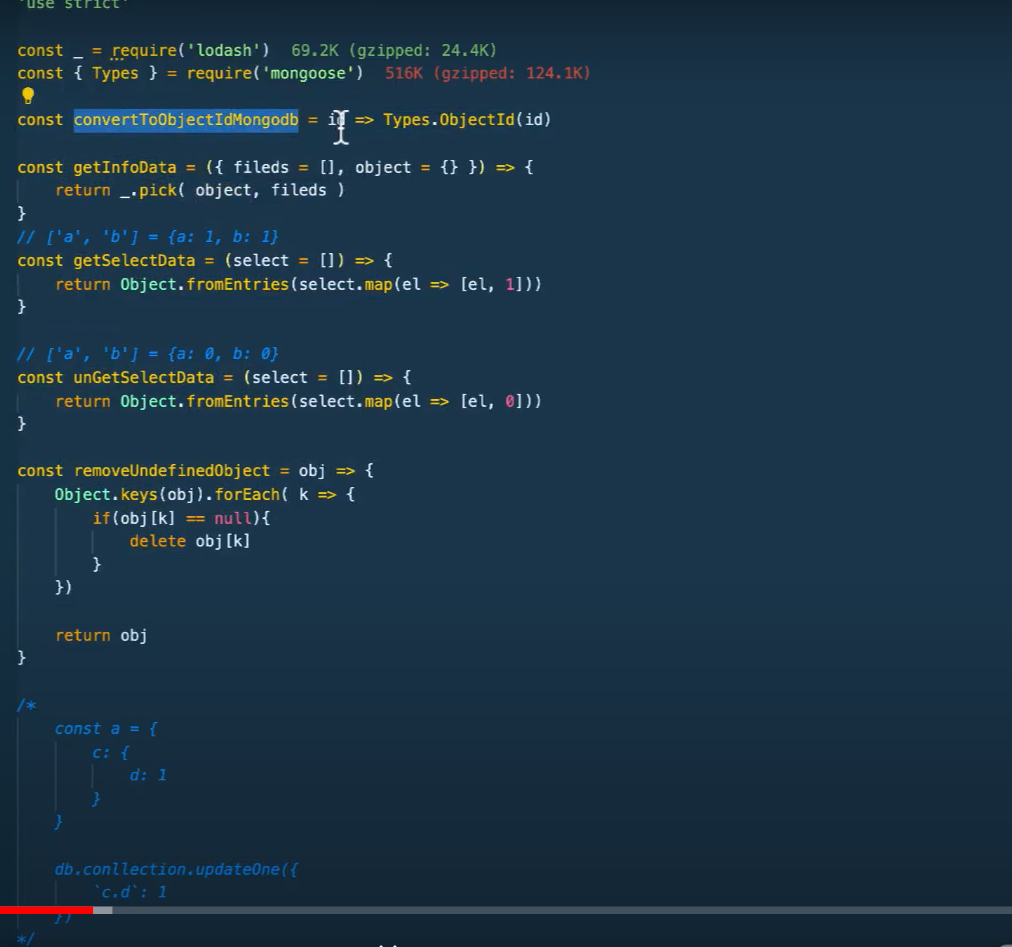 'use strict'
const _ = require('lodash')  69.2K (gzipped: 24.4K)
const { Types } = require('mongoose')  516K (gzipped: 124.1K)
const convertToObjectIdMongodb = id => Types.ObjectId(id)
const getInfoData = ({ fileds = [], object = {} }) => {
return _.pick( object, fileds )
}
// ['a', 'b'] = {a: 1, b: 1}
const getSelectData = (select = []) => {
return Object.fromEntries(select.map(el => [el, 1]))
}
// ['a', 'b'] = {a: 0, b: 0}
const unGetSelectData = (select = []) => {
return Object.fromEntries(select.map(el => [el, 0]))
}
const removeUndefinedObject = obj => {
Object.keys(obj).forEach( k => {
if(obj[k] == null){
delete obj[k]
}
})
return obj
}
/*
const a = {
c: {
d: 1
}
}
db.conllection.updateOne({
`c.d`: 1
})
*/